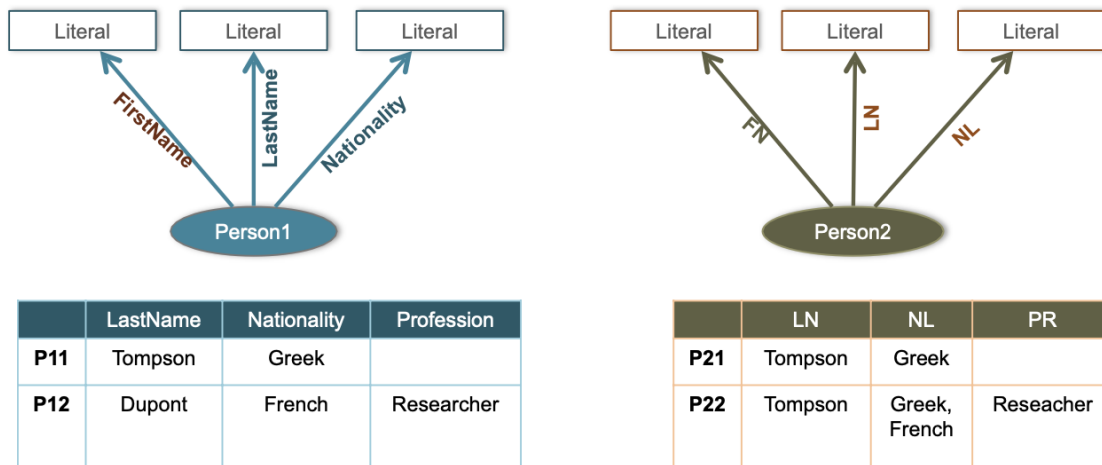 Literal Literal Literal
FirstName
LastName
Nationality
Person1
Literal Literal Literal
FN
LN
NL
Person2
LastName Nationality Profession
P11 Tompson Greek
P12 Dupont French Researcher
LN NL PR
P21 Tompson Greek
P22 Tompson Greek, Reseacher
French